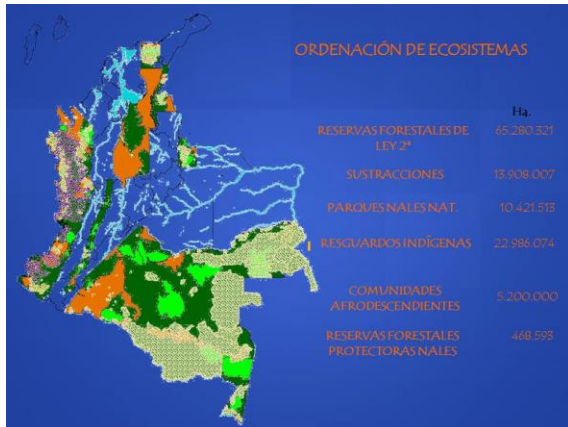 ORDENACIÓN DE ECOSISTEMAS
Ha.
RESERVAS FORESTALES DE 65.280.321
LEY 2ª
SUSTRACCIONES 13.908.007
PARQUES NALES NAT. 10.421.513
RESGUARDOS INDÍGENAS 22.986.074
COMUNIDADES 5.200.000
AFRODESCENDIENTES
RESERVAS FORESTALES 468.593
PROTECTORAS NALES